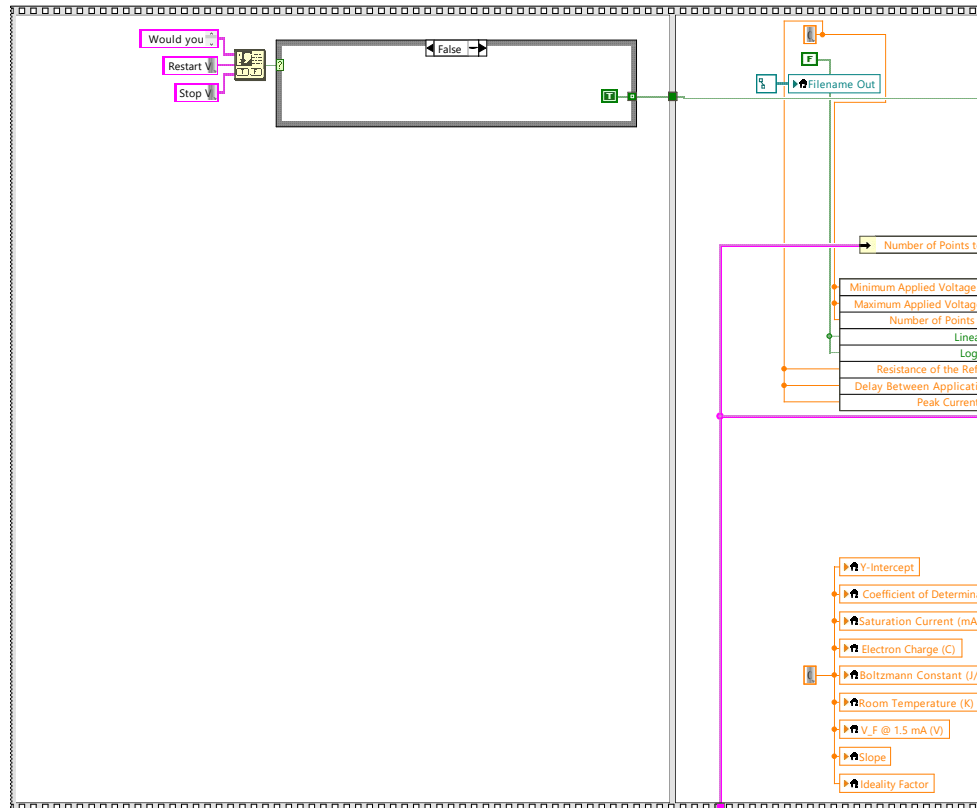 Would you
Restart V
Stop V
?
T F
False
T
F
Filename Out
Number of Points t
Minimum Applied Voltage
Maximum Applied Voltag
Number of Points
Linea
Log
Resistance of the Ref
Delay Between Applicati
Peak Current
Y-Intercept
Coefficient of Determina
Saturation Current (mA
Electron Charge (C)
Boltzmann Constant (J/
Room Temperature (K)
V_F @ 1.5 mA (V)
Slope
Ideality Factor